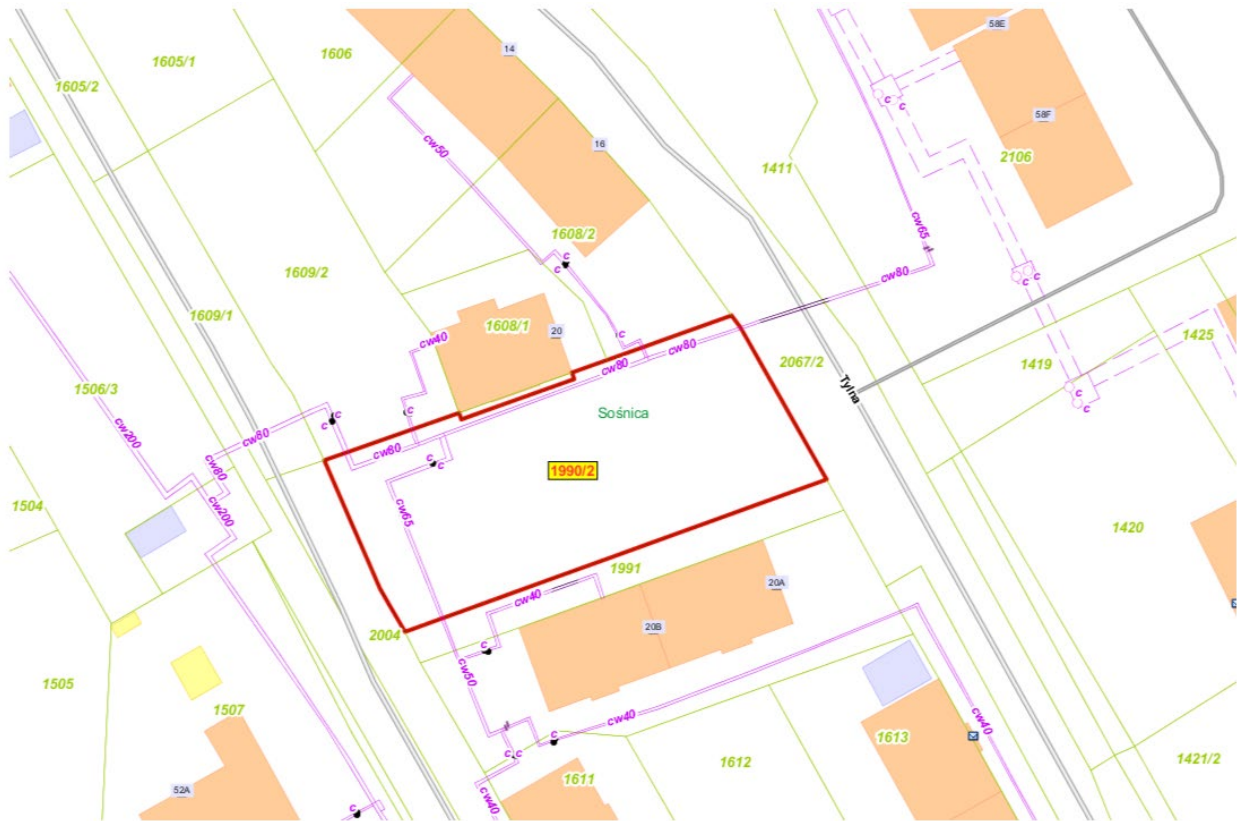 58E
14
1606
1605/1
1605/2
c
c
58F
cw50
16
2106
1411
1608/2
cw65
c
c
c
c
1609/2
cw80
1609/1
1608/1
20
c
cw40
cw80
1425
cw80
2067/2
1419
Tylna
1506/3
c
c
c
c
Sośnica
cw200
cw80
cw80
c
c
1990/2
cw80
cw200
cw65
1504
1420
1991
20A
cw40
20B
2004
c
1505
cw50
1507
cw40
cw40
1613
c
c
1612
1421/2
1611
52A
cw40
c